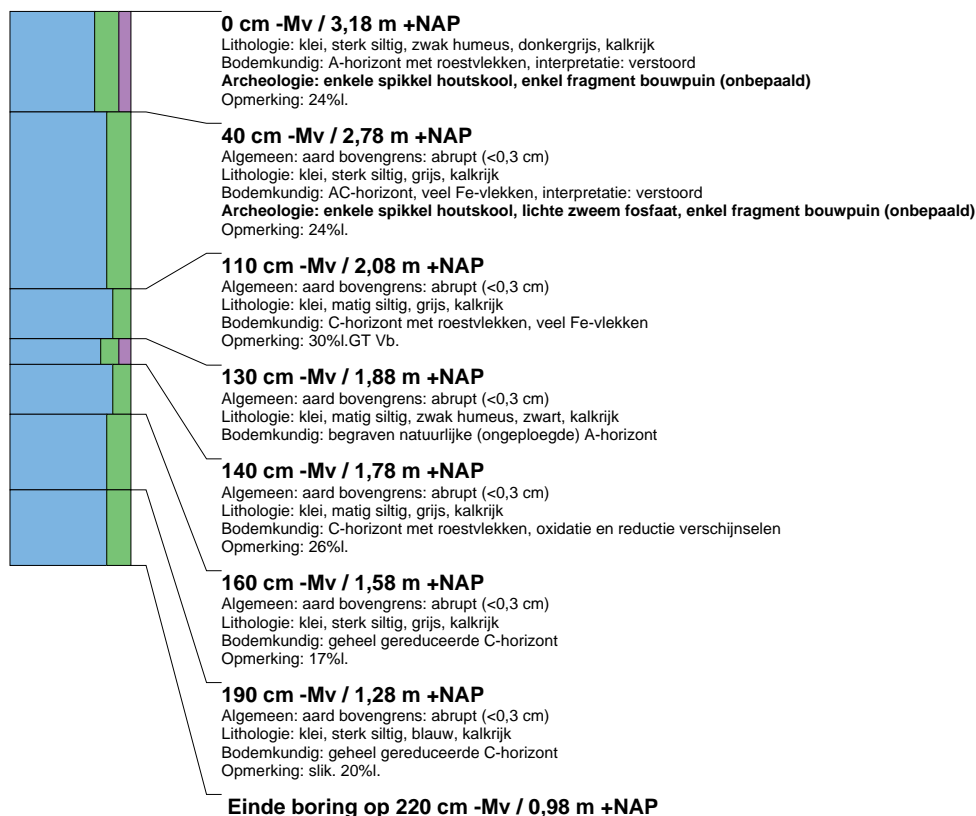 0 cm -Mv / 3,18 m +NAP
Lithologie: klei, sterk siltig, zwak humeus, donkergrijs, kalkrijk
Bodemkundig: A-horizont met roestvlekken, interpretatie: verstoord
Archeologie: enkele spikkel houtskool, enkel fragment bouwpuin (onbepaald)
Opmerking: 24%l.
40 cm -Mv / 2,78 m +NAP
Algemeen: aard bovengrens: abrupt (<0,3 cm)
Lithologie: klei, sterk siltig, grijs, kalkrijk
Bodemkundig: AC-horizont, veel Fe-vlekken, interpretatie: verstoord
Archeologie: enkele spikkel houtskool, lichte zweem fosfaat, enkel fragment bouwpuin (onbepaald)
Opmerking: 24%l.
110 cm -Mv / 2,08 m +NAP
Algemeen: aard bovengrens: abrupt (<0,3 cm)
Lithologie: klei, matig siltig, grijs, kalkrijk
Bodemkundig: C-horizont met roestvlekken, veel Fe-vlekken
Opmerking: 30%l.GT Vb.
130 cm -Mv / 1,88 m +NAP
Algemeen: aard bovengrens: abrupt (<0,3 cm)
Lithologie: klei, matig siltig, zwak humeus, zwart, kalkrijk
Bodemkundig: begraven natuurlijke (ongeploegde) A-horizont
140 cm -Mv / 1,78 m +NAP
Algemeen: aard bovengrens: abrupt (<0,3 cm)
Lithologie: klei, matig siltig, grijs, kalkrijk
Bodemkundig: C-horizont met roestvlekken, oxidatie en reductie verschijnselen
Opmerking: 26%l.
160 cm -Mv / 1,58 m +NAP
Algemeen: aard bovengrens: abrupt (<0,3 cm)
Lithologie: klei, sterk siltig, grijs, kalkrijk
Bodemkundig: geheel gereduceerde C-horizont
Opmerking: 17%l.
190 cm -Mv / 1,28 m +NAP
Algemeen: aard bovengrens: abrupt (<0,3 cm)
Lithologie: klei, sterk siltig, blauw, kalkrijk
Bodemkundig: geheel gereduceerde C-horizont
Opmerking: slik. 20%l.
Einde boring op 220 cm -Mv / 0,98 m +NAP